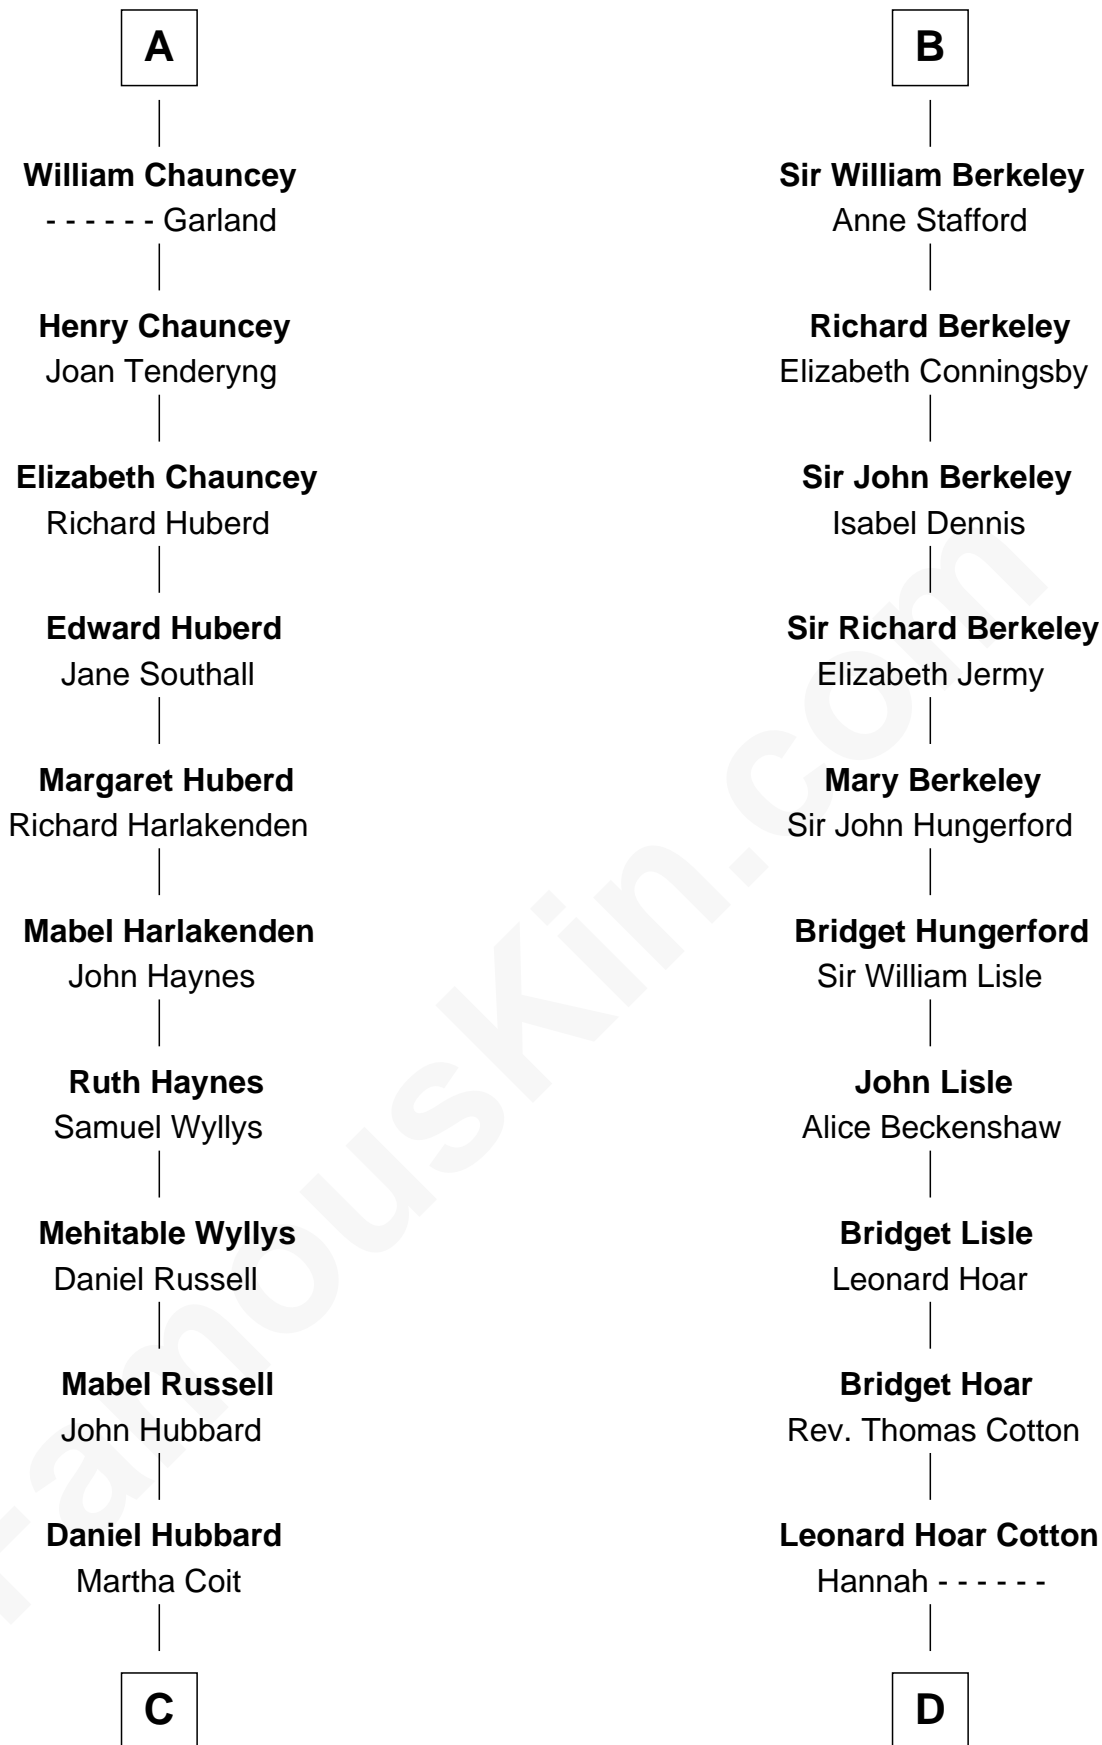 A
William Chauncey
- - - - - - Garland
Henry Chauncey
Joan Tenderyng
Elizabeth Chauncey
Richard Huberd
Edward Huberd
Jane Southall
Margaret Huberd
Richard Harlakenden
Mabel Harlakenden
John Haynes
Ruth Haynes
Samuel Wyllys
Mehitable Wyllys
Daniel Russell
Mabel Russell
John Hubbard
Daniel Hubbard
Martha Coit
C
B
Sir William Berkeley
Anne Stafford
Richard Berkeley
Elizabeth Conningsby
Sir John Berkeley
Isabel Dennis
Sir Richard Berkeley
Elizabeth Jermy
Mary Berkeley
Sir John Hungerford
Bridget Hungerford
Sir William Lisle
John Lisle
Alice Beckenshaw
Bridget Lisle
Leonard Hoar
Bridget Hoar
Rev. Thomas Cotton
Leonard Hoar Cotton
Hannah - - - - - -
D
FamousKin.com